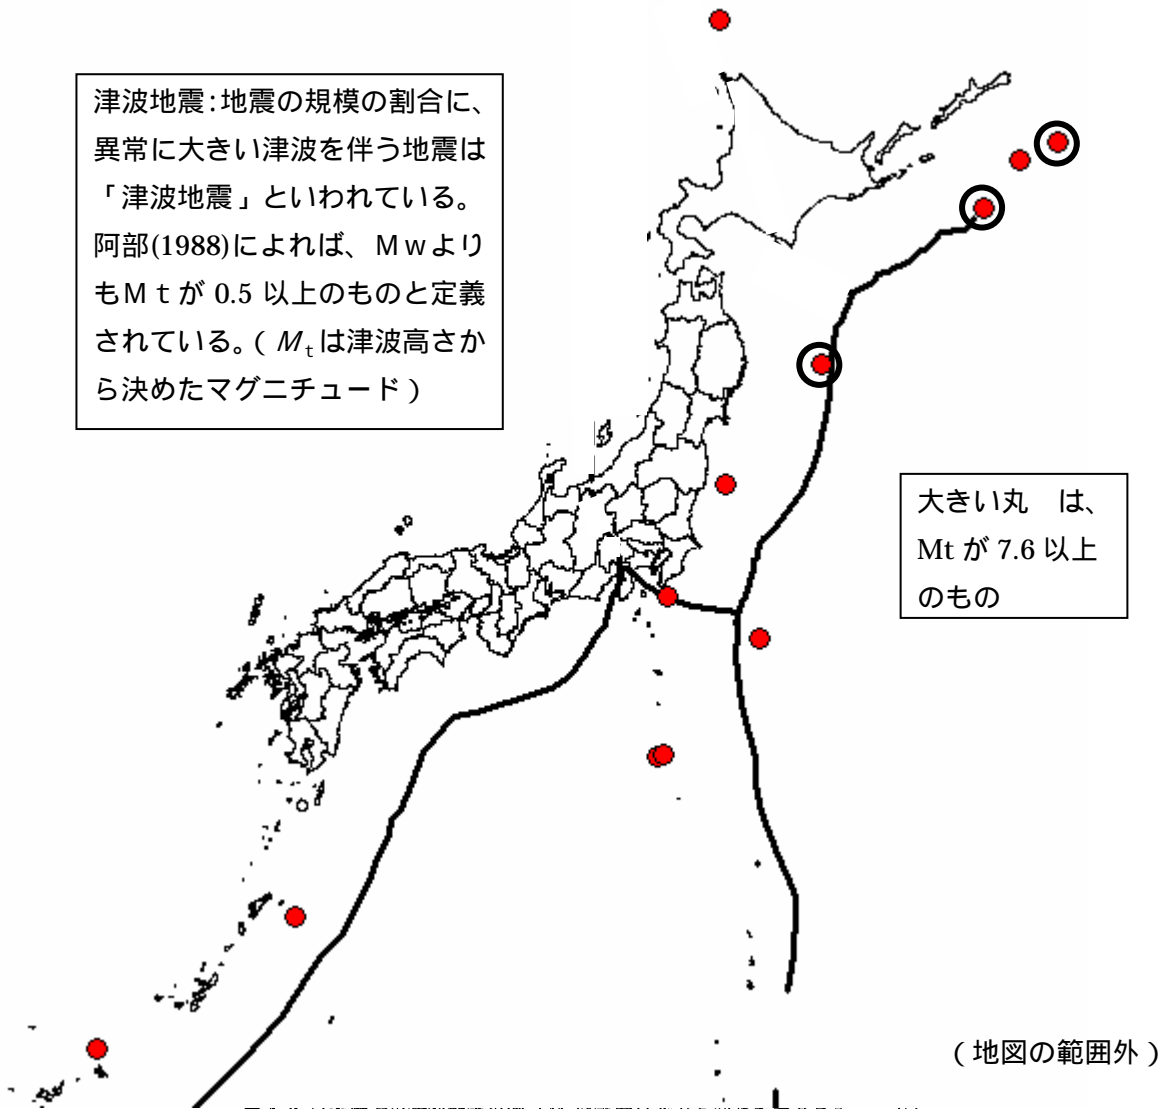 津波地震：地震の規模の割合に、
異常に大きい津波を伴う地震は
「津波地震」といわれている。
阿部(1988)によれば、Ｍｗより
もＭｔが 0.5 以上のものと定義
されている。（Mtは津波高さか
ら決めたマグニチュード）
大きい丸　は、
Mt が 7.6 以上
のもの
（地図の範囲外）